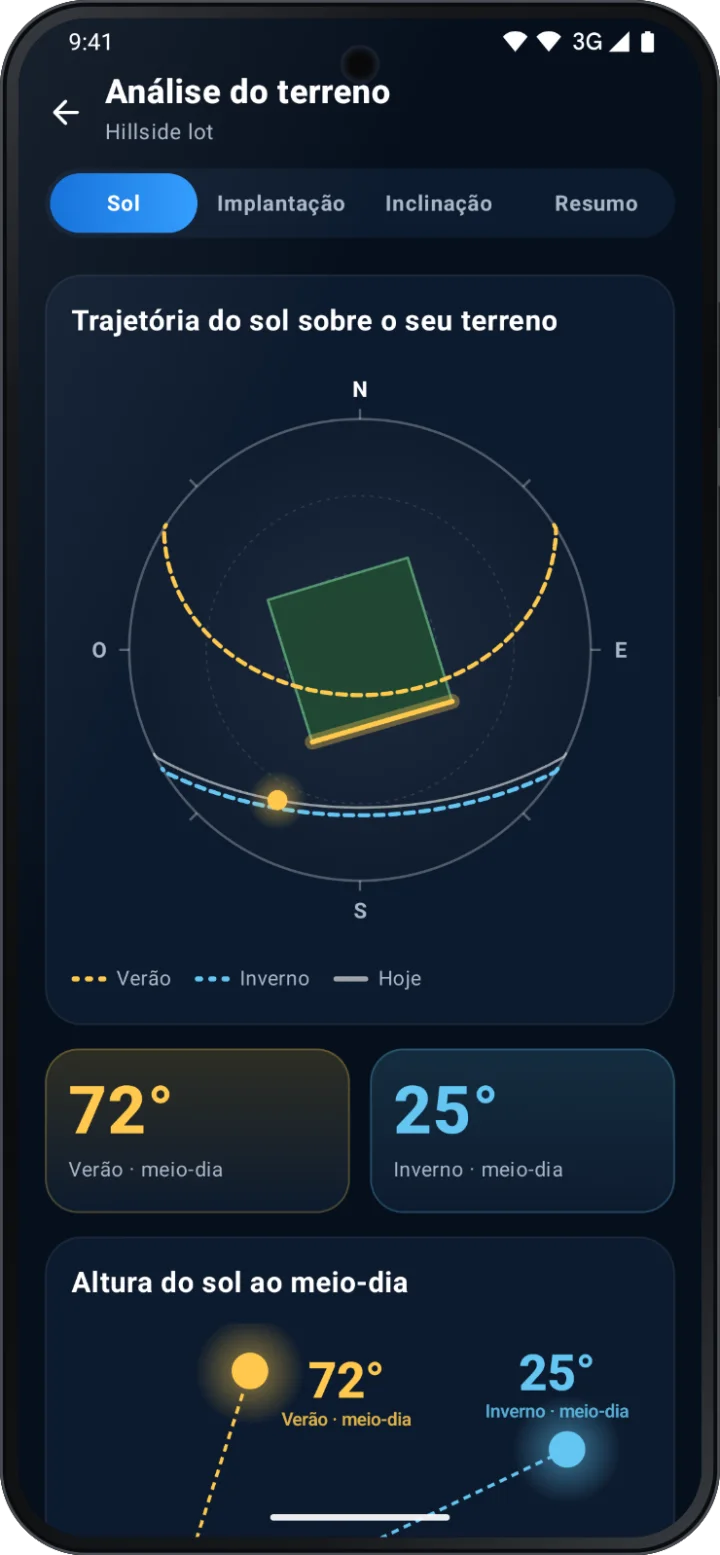 9:41
3G
Análise do terreno
Hillside lot
Sol
Implantação
Inclinação
Resumo
Trajetória do sol sobre o seu terreno
N
O
E
S
Verão
Inverno
Hoje
72°
Verão · meio-dia
25°
Inverno · meio-dia
Altura do sol ao meio-dia
72°
Verão · meio-dia
25°
Inverno · meio-dia